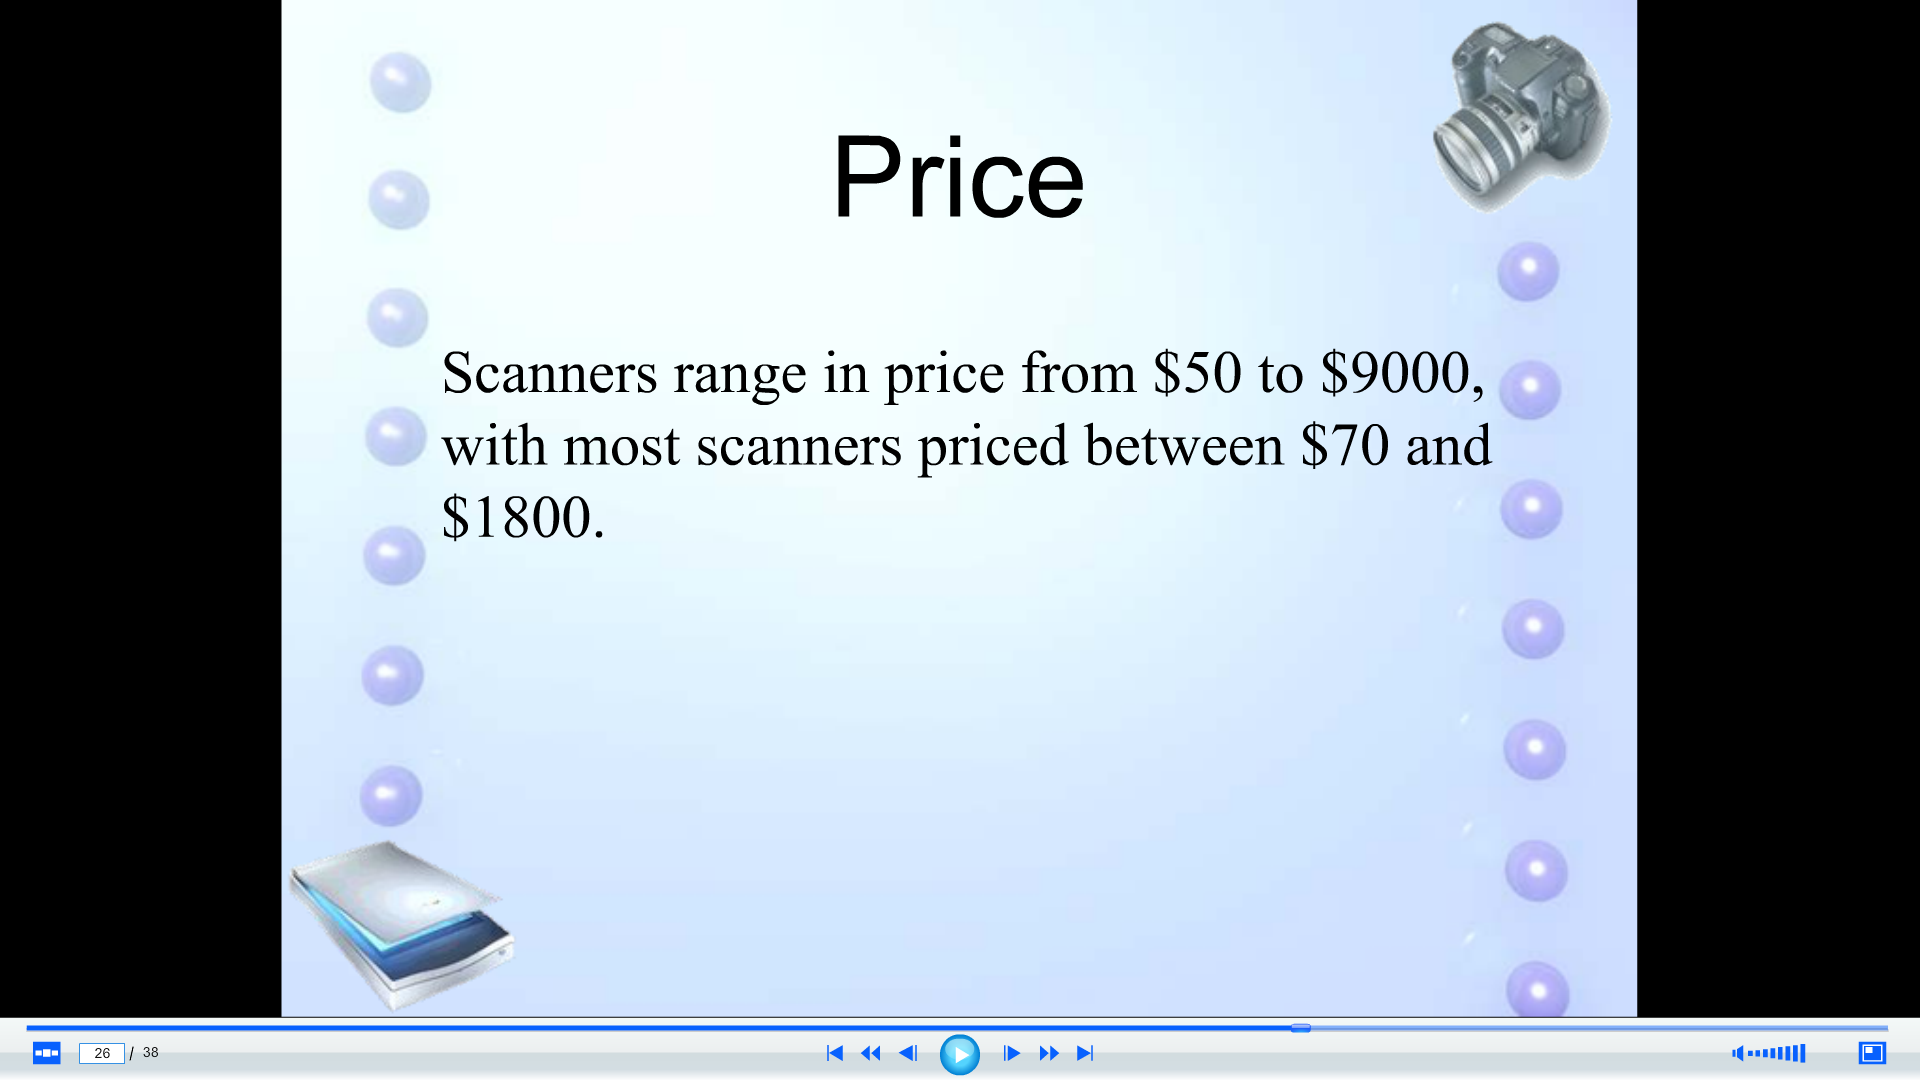 Price
Scanners range in price from $50 to $9000,
with most scanners priced between $70 and
$1800.
26 / 38